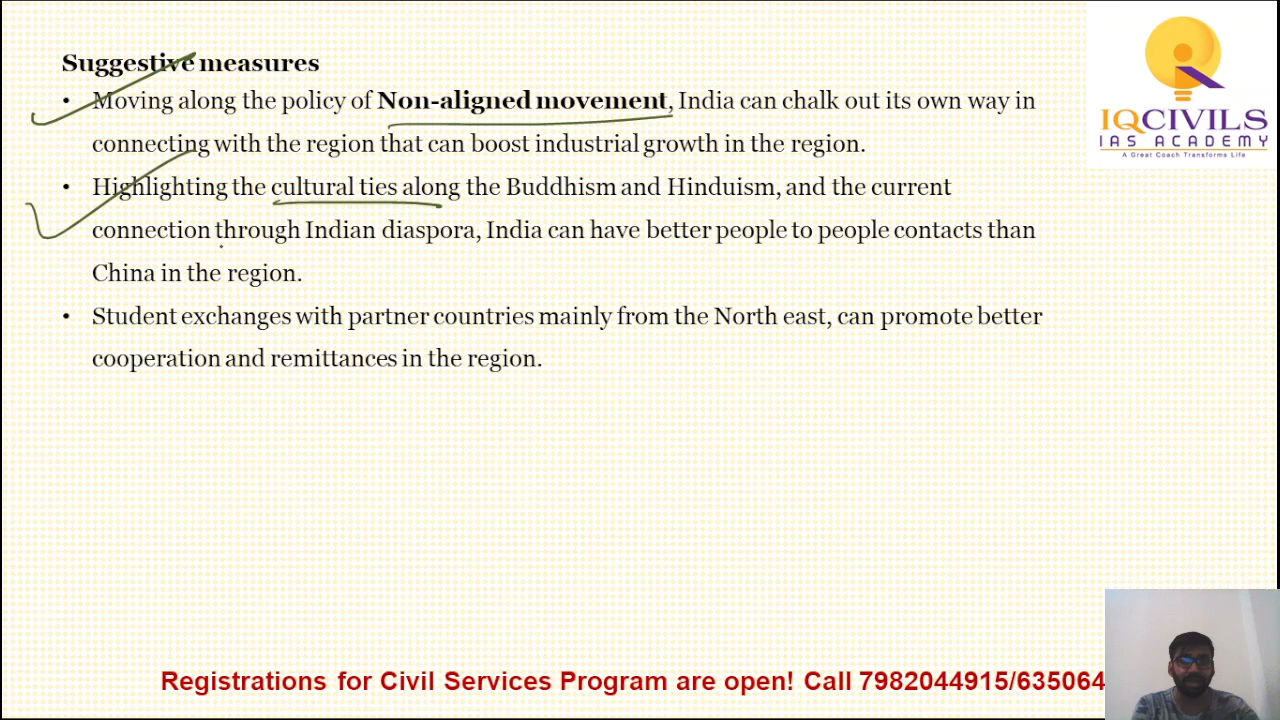 Suggestive measures
• Moving along the policy of Non-aligned movement, India can chalk out its own way in
connecting with the region that can boost industrial growth in the region.
• Highlighting the cultural ties along the Buddhism and Hinduism, and the current
connection through Indian diaspora, India can have better people to people contacts than
China in the region.
• Student exchanges with partner countries mainly from the North east, can promote better
cooperation and remittances in the region.
IQCIVILS
IAS ACADEMY
A Great Coach Transforms Life
Registrations for Civil Services Program are open! Call 7982044915/635064